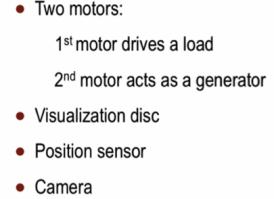 • Two motors:
1st motor drives a load
2nd motor acts as a generator
• Visualization disc
• Position sensor
• Camera